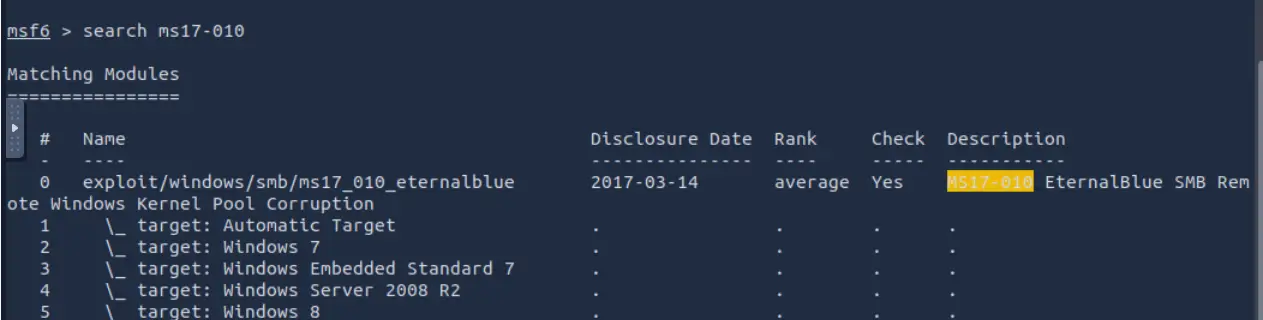 msf6 > search ms17-010
Matching Modules
================
# Name Disclosure Date Rank Check Description
- ---- --------------- ---- ----- -----------
0 exploit/windows/smb/ms17_010_eternalblue 2017-03-14 average Yes MS17-010 EternalBlue SMB Rem
ote Windows Kernel Pool Corruption
1 \_ target: Automatic Target . . . .
2 \_ target: Windows 7 . . . .
3 \_ target: Windows Embedded Standard 7 . . . .
4 \_ target: Windows Server 2008 R2 . . . .
5 \_ target: Windows 8 . . . .